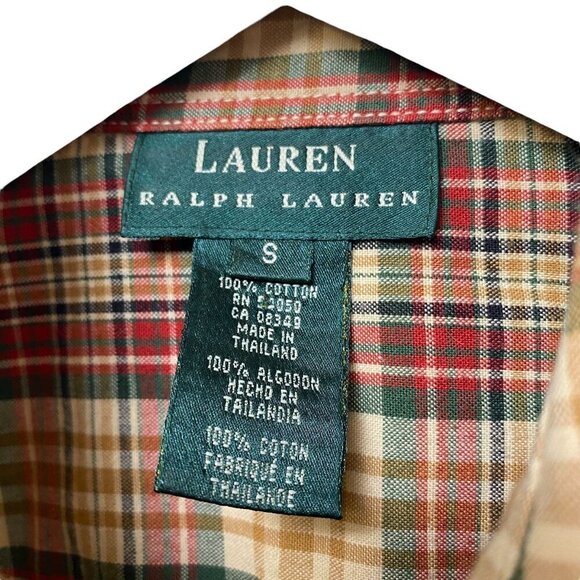 LAUREN
RALPH LAUREN
S
100% COTTON
RN 53050
CA 08349
MADE IN
THAILAND
100% ALGODON
HECHO EN
TAILANDIA
100% COTON
FABRIQUÉ EN
THAILANDE